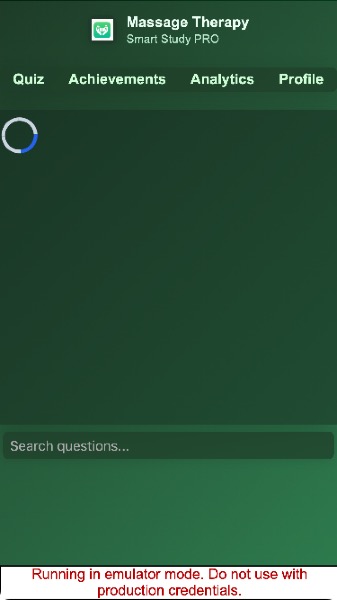 Massage Therapy
Smart Study PRO
Quiz Achievements Analytics Profile
Search questions...
Running in emulator mode. Do not use with
production credentials.